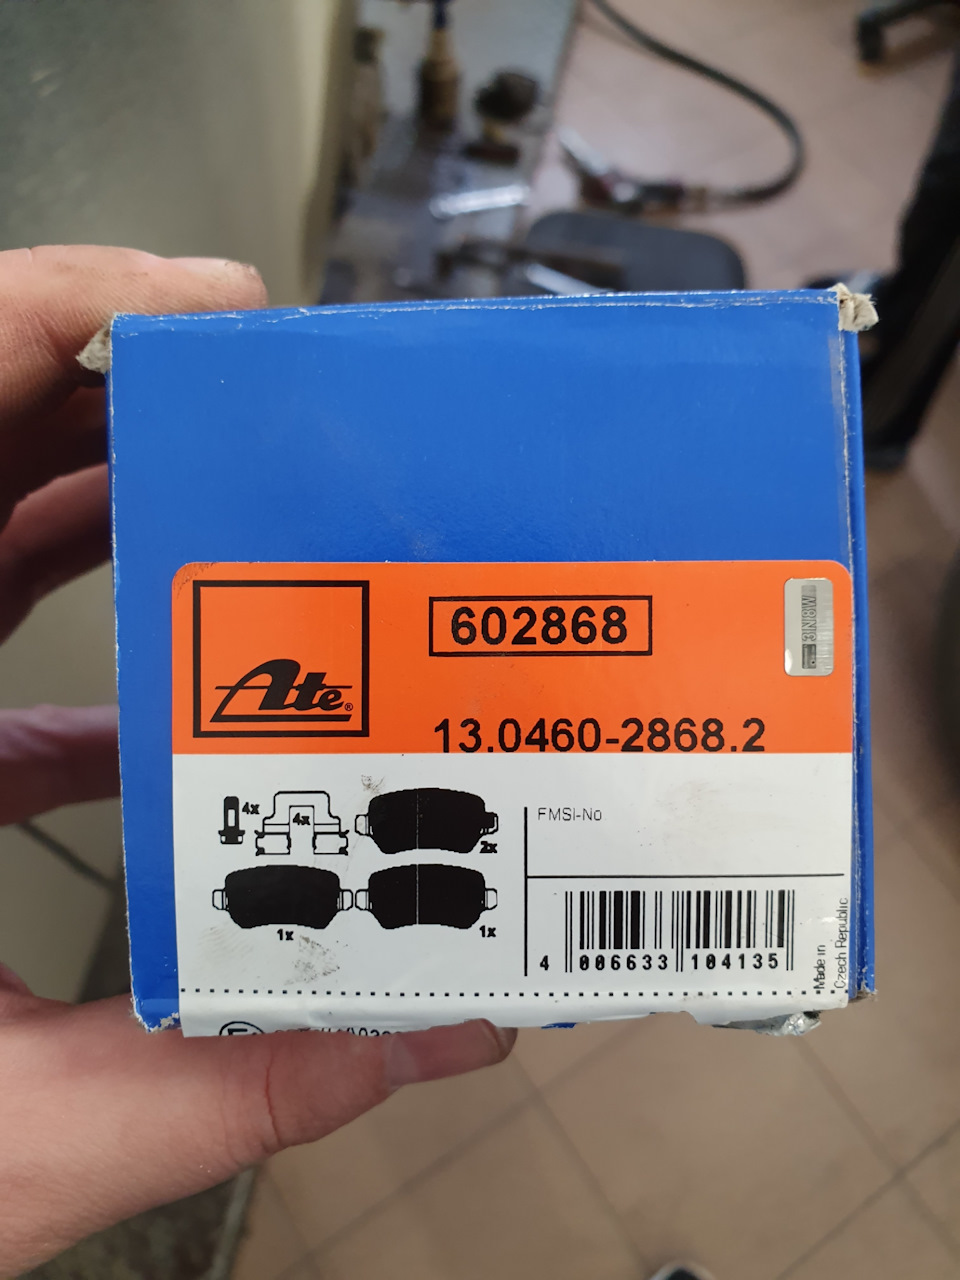 602868
Ate®
13.0460-2868.2
4x
4x
2x
1x
1x
FMSI-No
4 006633 104135
Made in
Czech Republic